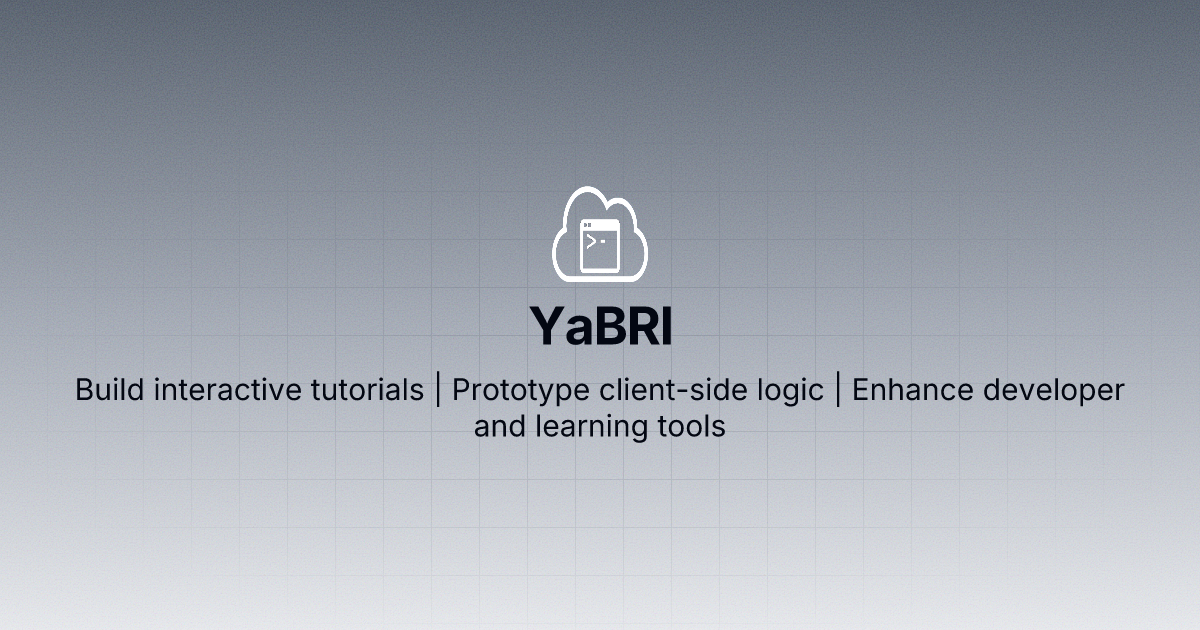 YaBRI
Build interactive tutorials | Prototype client-side logic | Enhance developer
and learning tools